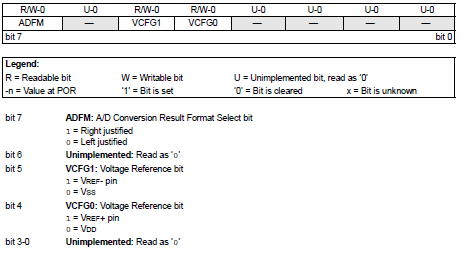 R/W-0 U-0 R/W-0 R/W-0 U-0 U-0 U-0 U-0
ADFM — VCFG1 VCFG0 — — — —
bit 7 bit 0
Legend:
R = Readable bit W = Writable bit U = Unimplemented bit, read as ‘0’
-n = Value at POR ‘1’ = Bit is set ‘0’ = Bit is cleared x = Bit is unknown
bit 7 ADFM: A/D Conversion Result Format Select bit
1 = Right justified
0 = Left justified
bit 6 Unimplemented: Read as ‘0’
bit 5 VCFG1: Voltage Reference bit
1 = VREF- pin
0 = VSS
bit 4 VCFG0: Voltage Reference bit
1 = VREF+ pin
0 = VDD
bit 3-0 Unimplemented: Read as ‘0’